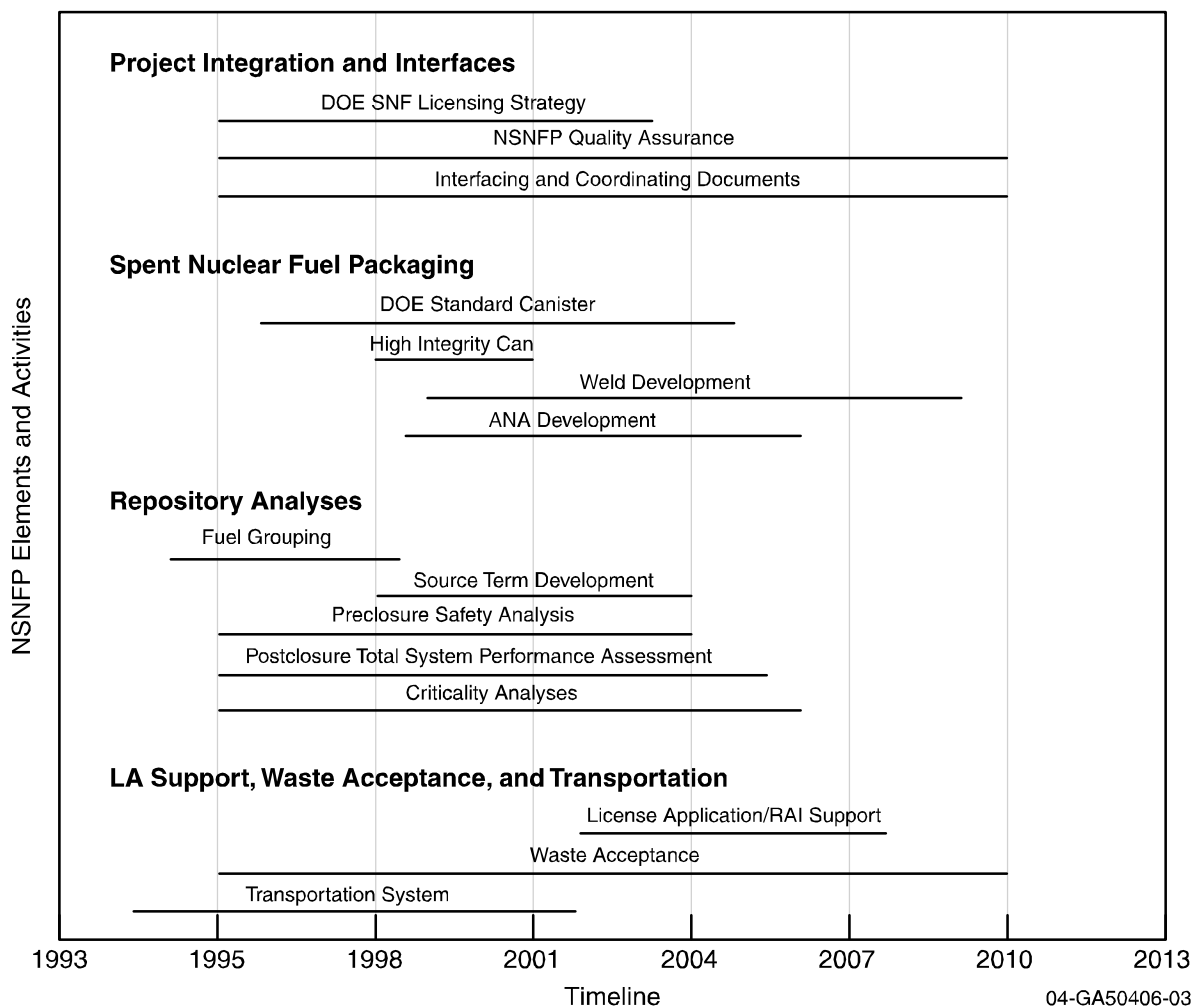 Project Integration and Interfaces
DOE SNF Licensing Strategy
NSNFP Quality Assurance
Interfacing and Coordinating Documents
Spent Nuclear Fuel Packaging
DOE Standard Canister
High Integrity Can
Weld Development
ANA Development
Repository Analyses
Fuel Grouping
Source Term Development
Preclosure Safety Analysis
Postclosure Total System Performance Assessment
Criticality Analyses
LA Support, Waste Acceptance, and Transportation
License Application/RAI Support
Waste Acceptance
Transportation System
NSNFP Elements and Activities
1993 1995 1998 2001 2004 2007 2010 2013
Timeline
04-GA50406-03